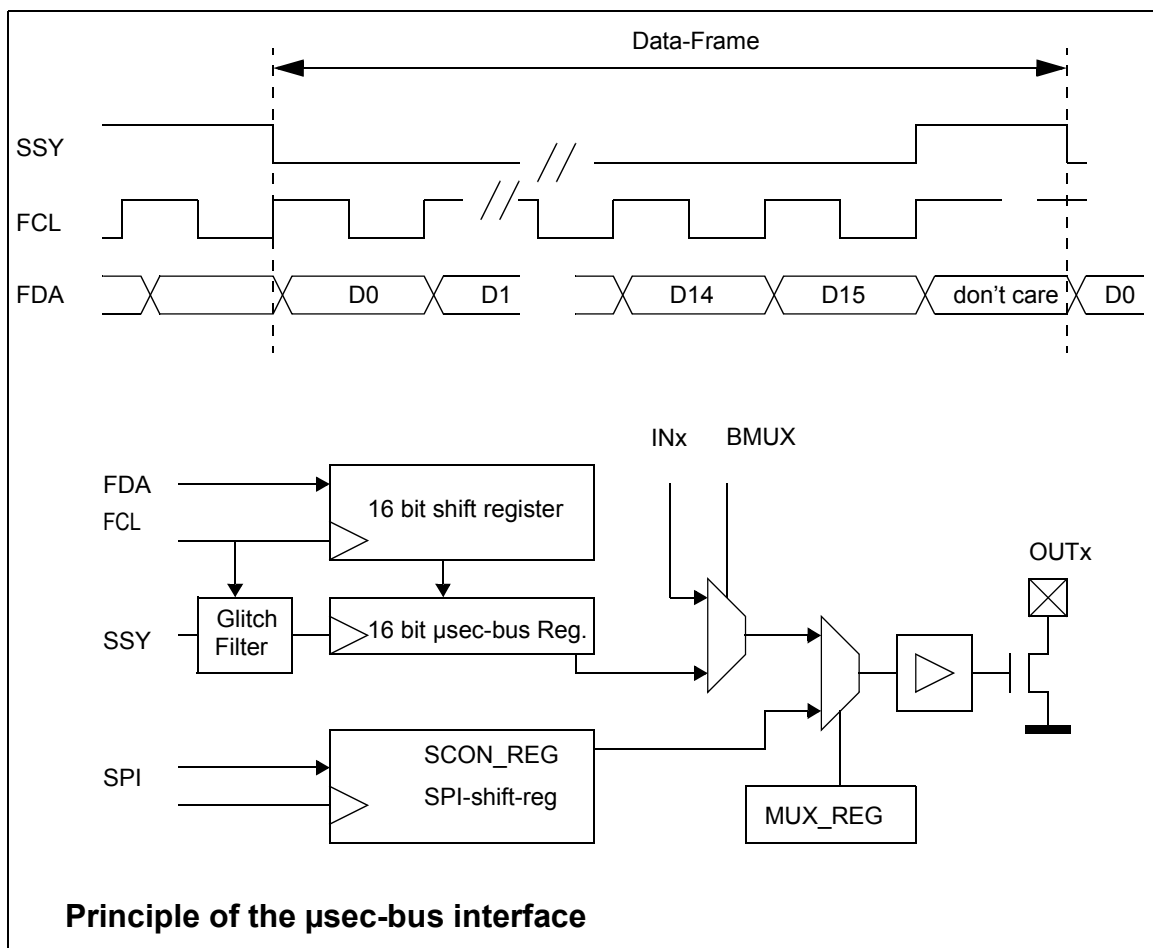 Data-Frame
SSY
FCL
FDA
D0
D1
D14
D15
don't care
D0
INx
BMUX
FDA
FCL
16 bit shift register
OUTx
SSY
Glitch
Filter
16 bit µsec-bus Reg.
SPI
SCON_REG
SPI-shift-reg
MUX_REG
Principle of the µsec-bus interface